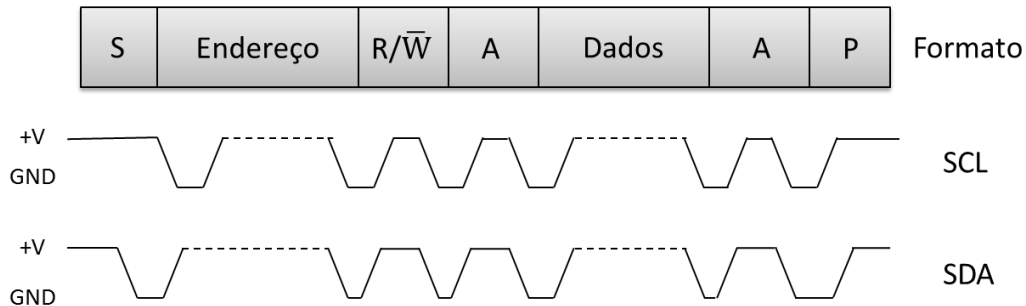 S Endereço R/W̅ A Dados A P Formato
+V
GND
SCL
+V
GND
SDA